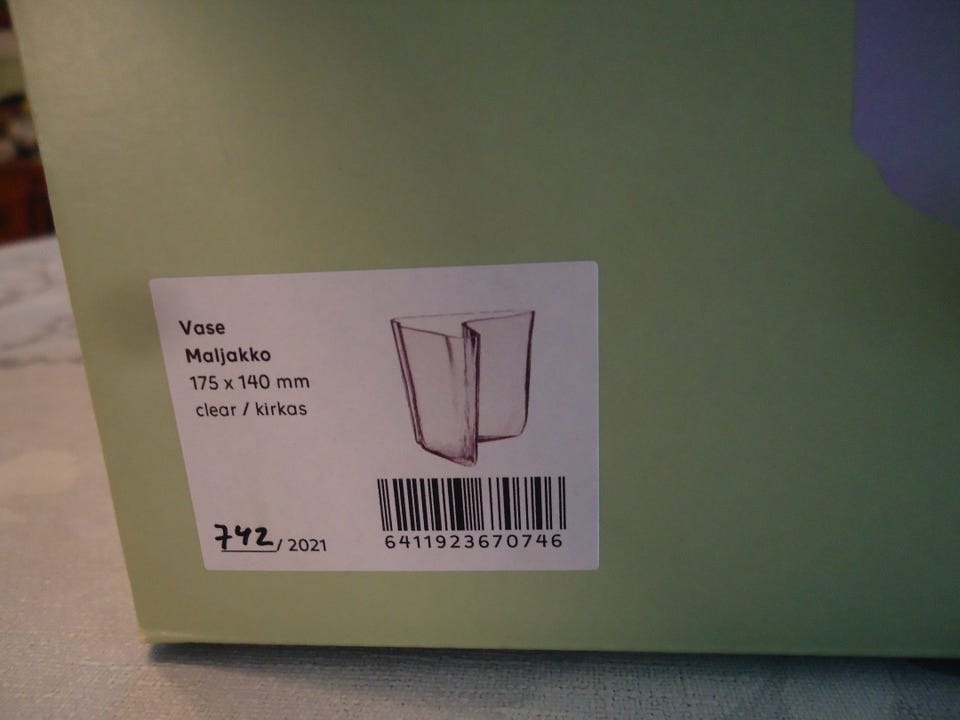 Vase
Maljakko
175 x 140 mm
clear / kirkas
742 / 2021
6411923670746